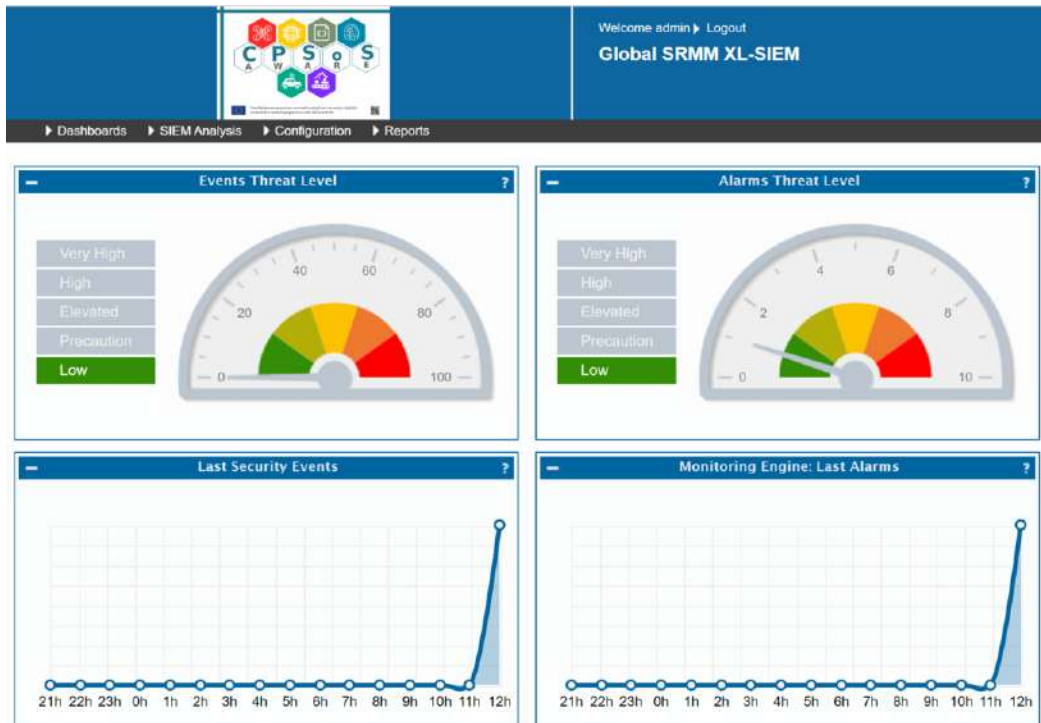 C P S o S
A W A R E
Welcome admin Logout
Global SRMM XL-SIEM
Dashboards SIEM Analysis Configuration Reports
Events Threat Level ?
Very High
High
Elevated
Precaution
Low
0 20 40 60 80 100
Alarms Threat Level ?
Very High
High
Elevated
Precaution
Low
0 2 4 6 8 10
Last Security Events ?
21h 22h 23h 0h 1h 2h 3h 4h 5h 6h 7h 8h 9h 10h 11h 12h
Monitoring Engine: Last Alarms ?
21h 22h 23h 0h 1h 2h 3h 4h 5h 6h 7h 8h 9h 10h 11h 12h